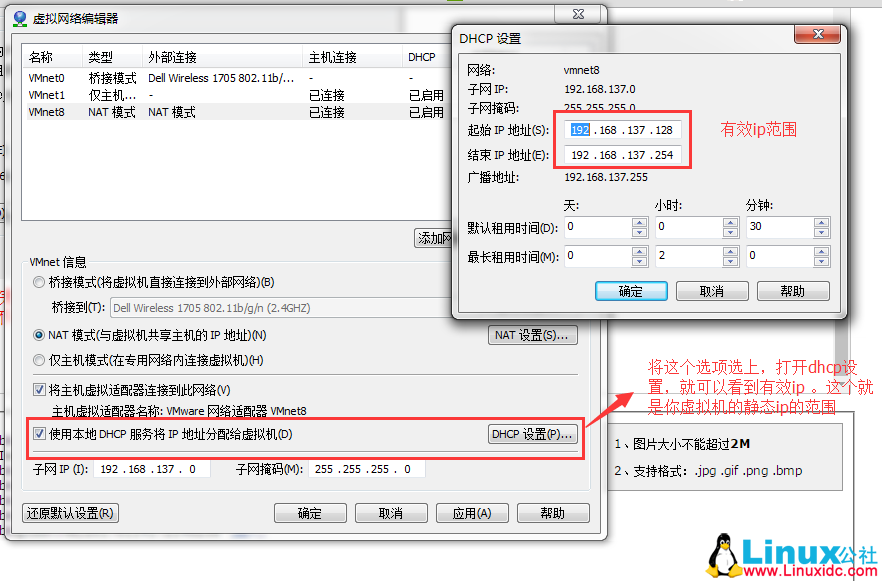 虚拟网络编辑器
名称 类型 外部连接 主机连接 DHCP
VMnet0 桥接模式 Dell Wireless 1705 802.11b/... - -
VMnet1 仅主机... - 已连接 已启用
VMnet8 NAT 模式 NAT 模式 已连接 已启用
添加网
VMnet 信息
桥接模式(将虚拟机直接连接到外部网络)(B)
桥接到(T): Dell Wireless 1705 802.11b/g/n (2.4GHZ)
NAT 模式(与虚拟机共享主机的 IP 地址)(N) NAT 设置(S)...
仅主机模式(在专用网络内连接虚拟机)(H)
将主机虚拟适配器连接到此网络(V)
主机虚拟适配器名称: VMware 网络适配器 VMnet8
使用本地 DHCP 服务将 IP 地址分配给虚拟机(D) DHCP 设置(P)...
子网 IP (I): 192 .168 .137 . 0 子网掩码(M): 255 .255 .255 . 0
还原默认设置(R) 确定 取消 应用(A) 帮助
DHCP 设置
网络: vmnet8
子网 IP: 192.168.137.0
子网掩码: 255.255.255.0
起始 IP 地址(S): 192 .168 .137 .128
结束 IP 地址(E): 192 .168 .137 .254
广播地址: 192.168.137.255
有效ip范围
天: 小时: 分钟:
默认租用时间(D): 0 0 30
最长租用时间(M): 0 2 0
确定 取消 帮助
将这个选项选上，打开dhcp设
置，就可以看到有效ip 。这个就
是你虚拟机的静态ip的范围
1、图片大小不能超过2M
2、支持格式：.jpg .gif .png .bmp
Linux公社
www.Linuxidc.com